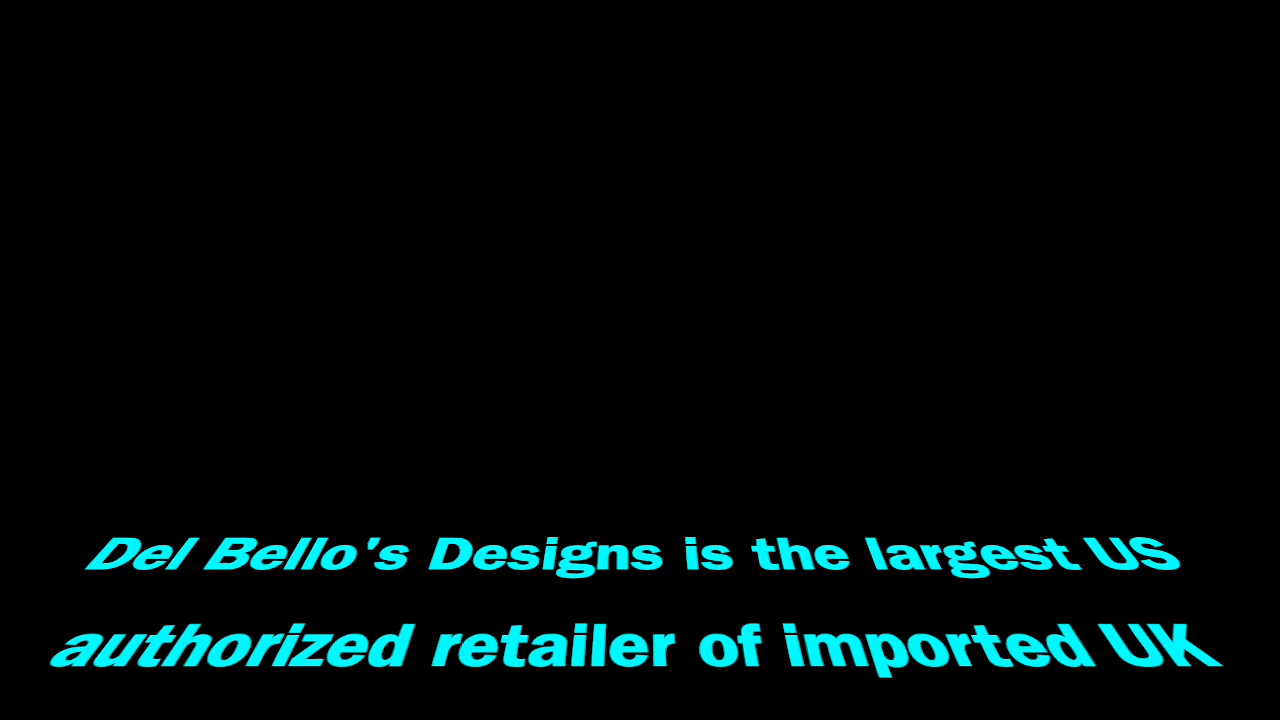 Del Bello's Designs is the largest US
authorized retailer of imported UK